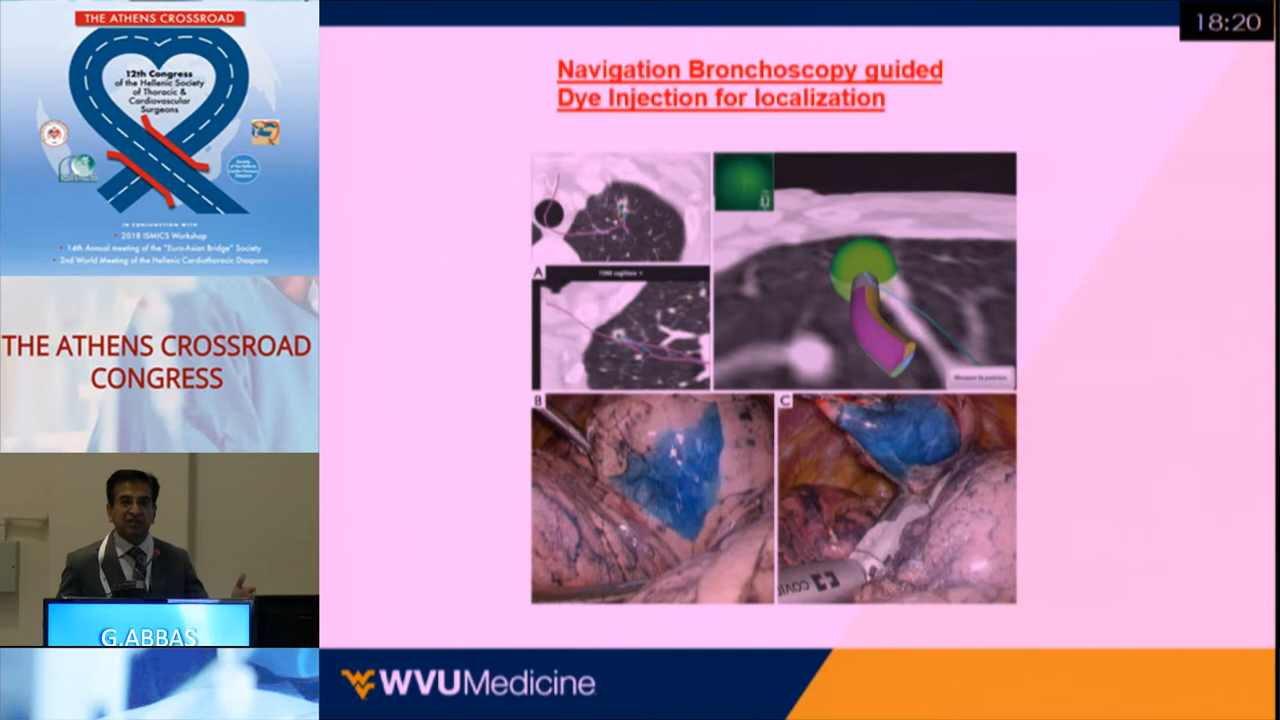 THE ATHENS CROSSROAD
12th Congress
of the Hellenic Society
of Thoracic &
Cardiovascular
Surgeons
IN CONJUNCTION WITH
2018 ISMICS Workshop
14th Annual meeting of the "Euro-Asian Bridge" Society
2nd World Meeting of the Hellenic Cardiothoracic Diaspora
THE ATHENS CROSSROAD
CONGRESS
G.ABBAS
18:20
Navigation Bronchoscopy guided
Dye Injection for localization
A
B
C
WVUMedicine